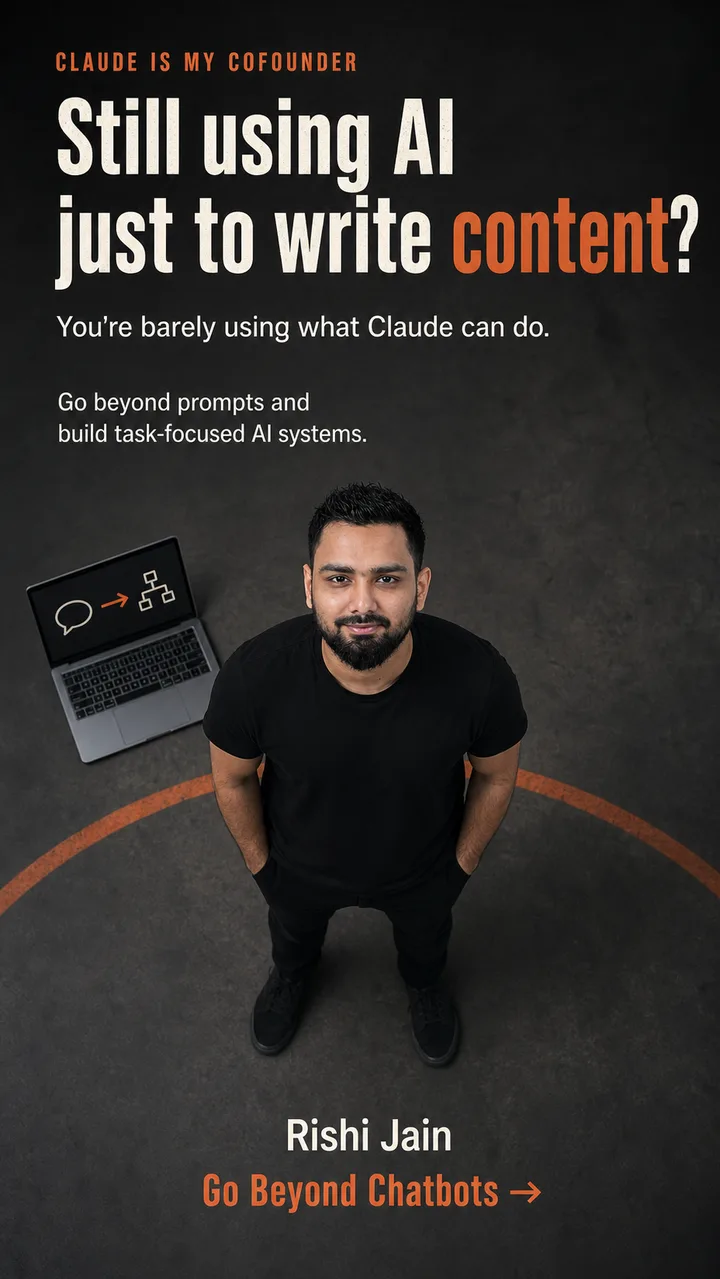 CLAUDE IS MY COFOUNDER
Still using AI
just to write content?
You’re barely using what Claude can do.
Go beyond prompts and
build task-focused AI systems.
Rishi Jain
Go Beyond Chatbots →